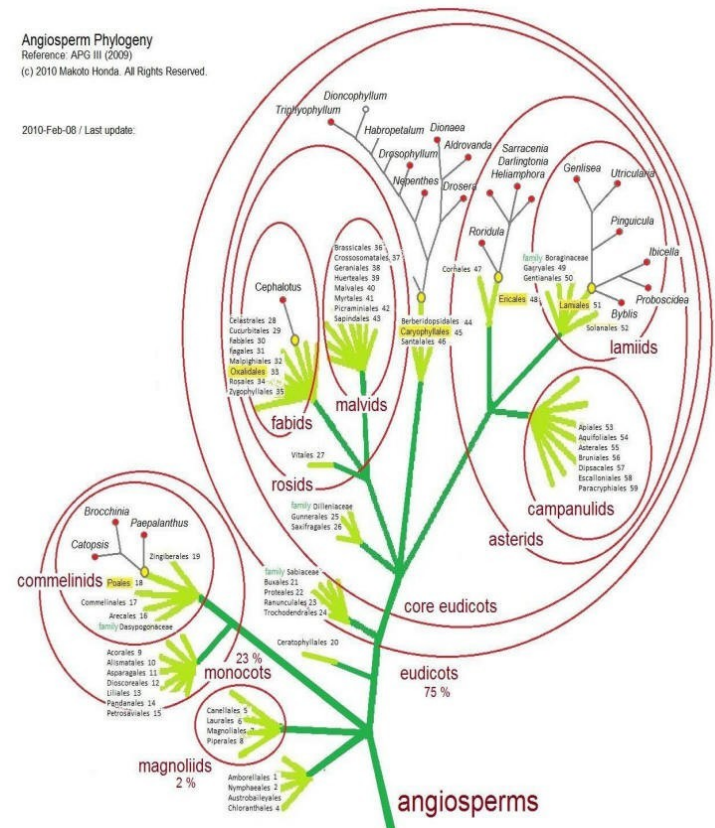 Angiosperm Phylogeny
Reference: APG III (2009)
(c) 2010 Makoto Honda. All Rights Reserved.
2010-Feb-08 / Last update:
Dioncophyllum
Triphyophyllum
Habropetalum
Drosophyllum
Nepenthes
Dionaea
Aldrovanda
Drosera
Sarracenia
Darlingtonia
Heliamphora
Roridula
Genlisea
Utricularia
Pinguicula
Ibicella
Proboscidea
Byblis
Cephalotus
Celastrales 28
Cucurbitales 29
Fabales 30
Fagales 31
Malpighiales 32
Oxalidales 33
Rosales 34
Zygophyllales 35
fabids
Brassicales 36
Crossosomatales 37
Geraniales 38
Huerteales 39
Malvales 40
Myrtales 41
Picraminiales 42
Sapindales 43
malvids
Berberidopsidales 44
Caryophyllales 45
Santalales 46
Cornales 47
Ericales 48
family Boraginaceae
Garryales 49
Gentianales 50
Lamiales 51
Solanales 52
lamiids
Vitales 27
rosids
Apiales 53
Aquifoliales 54
Asterales 55
Bruniales 56
Dipsacales 57
Escalloniales 58
Paracryphiales 59
campanulids
asterids
family Dilleniaceae
Gunnerales 25
Saxifragales 26
family Sabiaceae
Buxales 21
Proteales 22
Ranunculales 23
Trochodendrales 24
core eudicots
Ceratophyllales 20
eudicots
75 %
Brocchinia
Paepalanthus
Catopsis
Zingiberales 19
commelinids
Poales 18
Commelinales 17
Arecales 16
family Dasypogonaceae
Acorales 9
Alismatales 10
Asparagales 11
Dioscoreales 12
Liliales 13
Pandanales 14
Petrosaviales 15
23 %
monocots
Canellales 5
Laurales 6
Magnoliales 7
Piperales 8
magnoliids
2 %
Amborellales 1
Nymphaeales 2
Austrobaileyales
Chloranthales 4
angiosperms